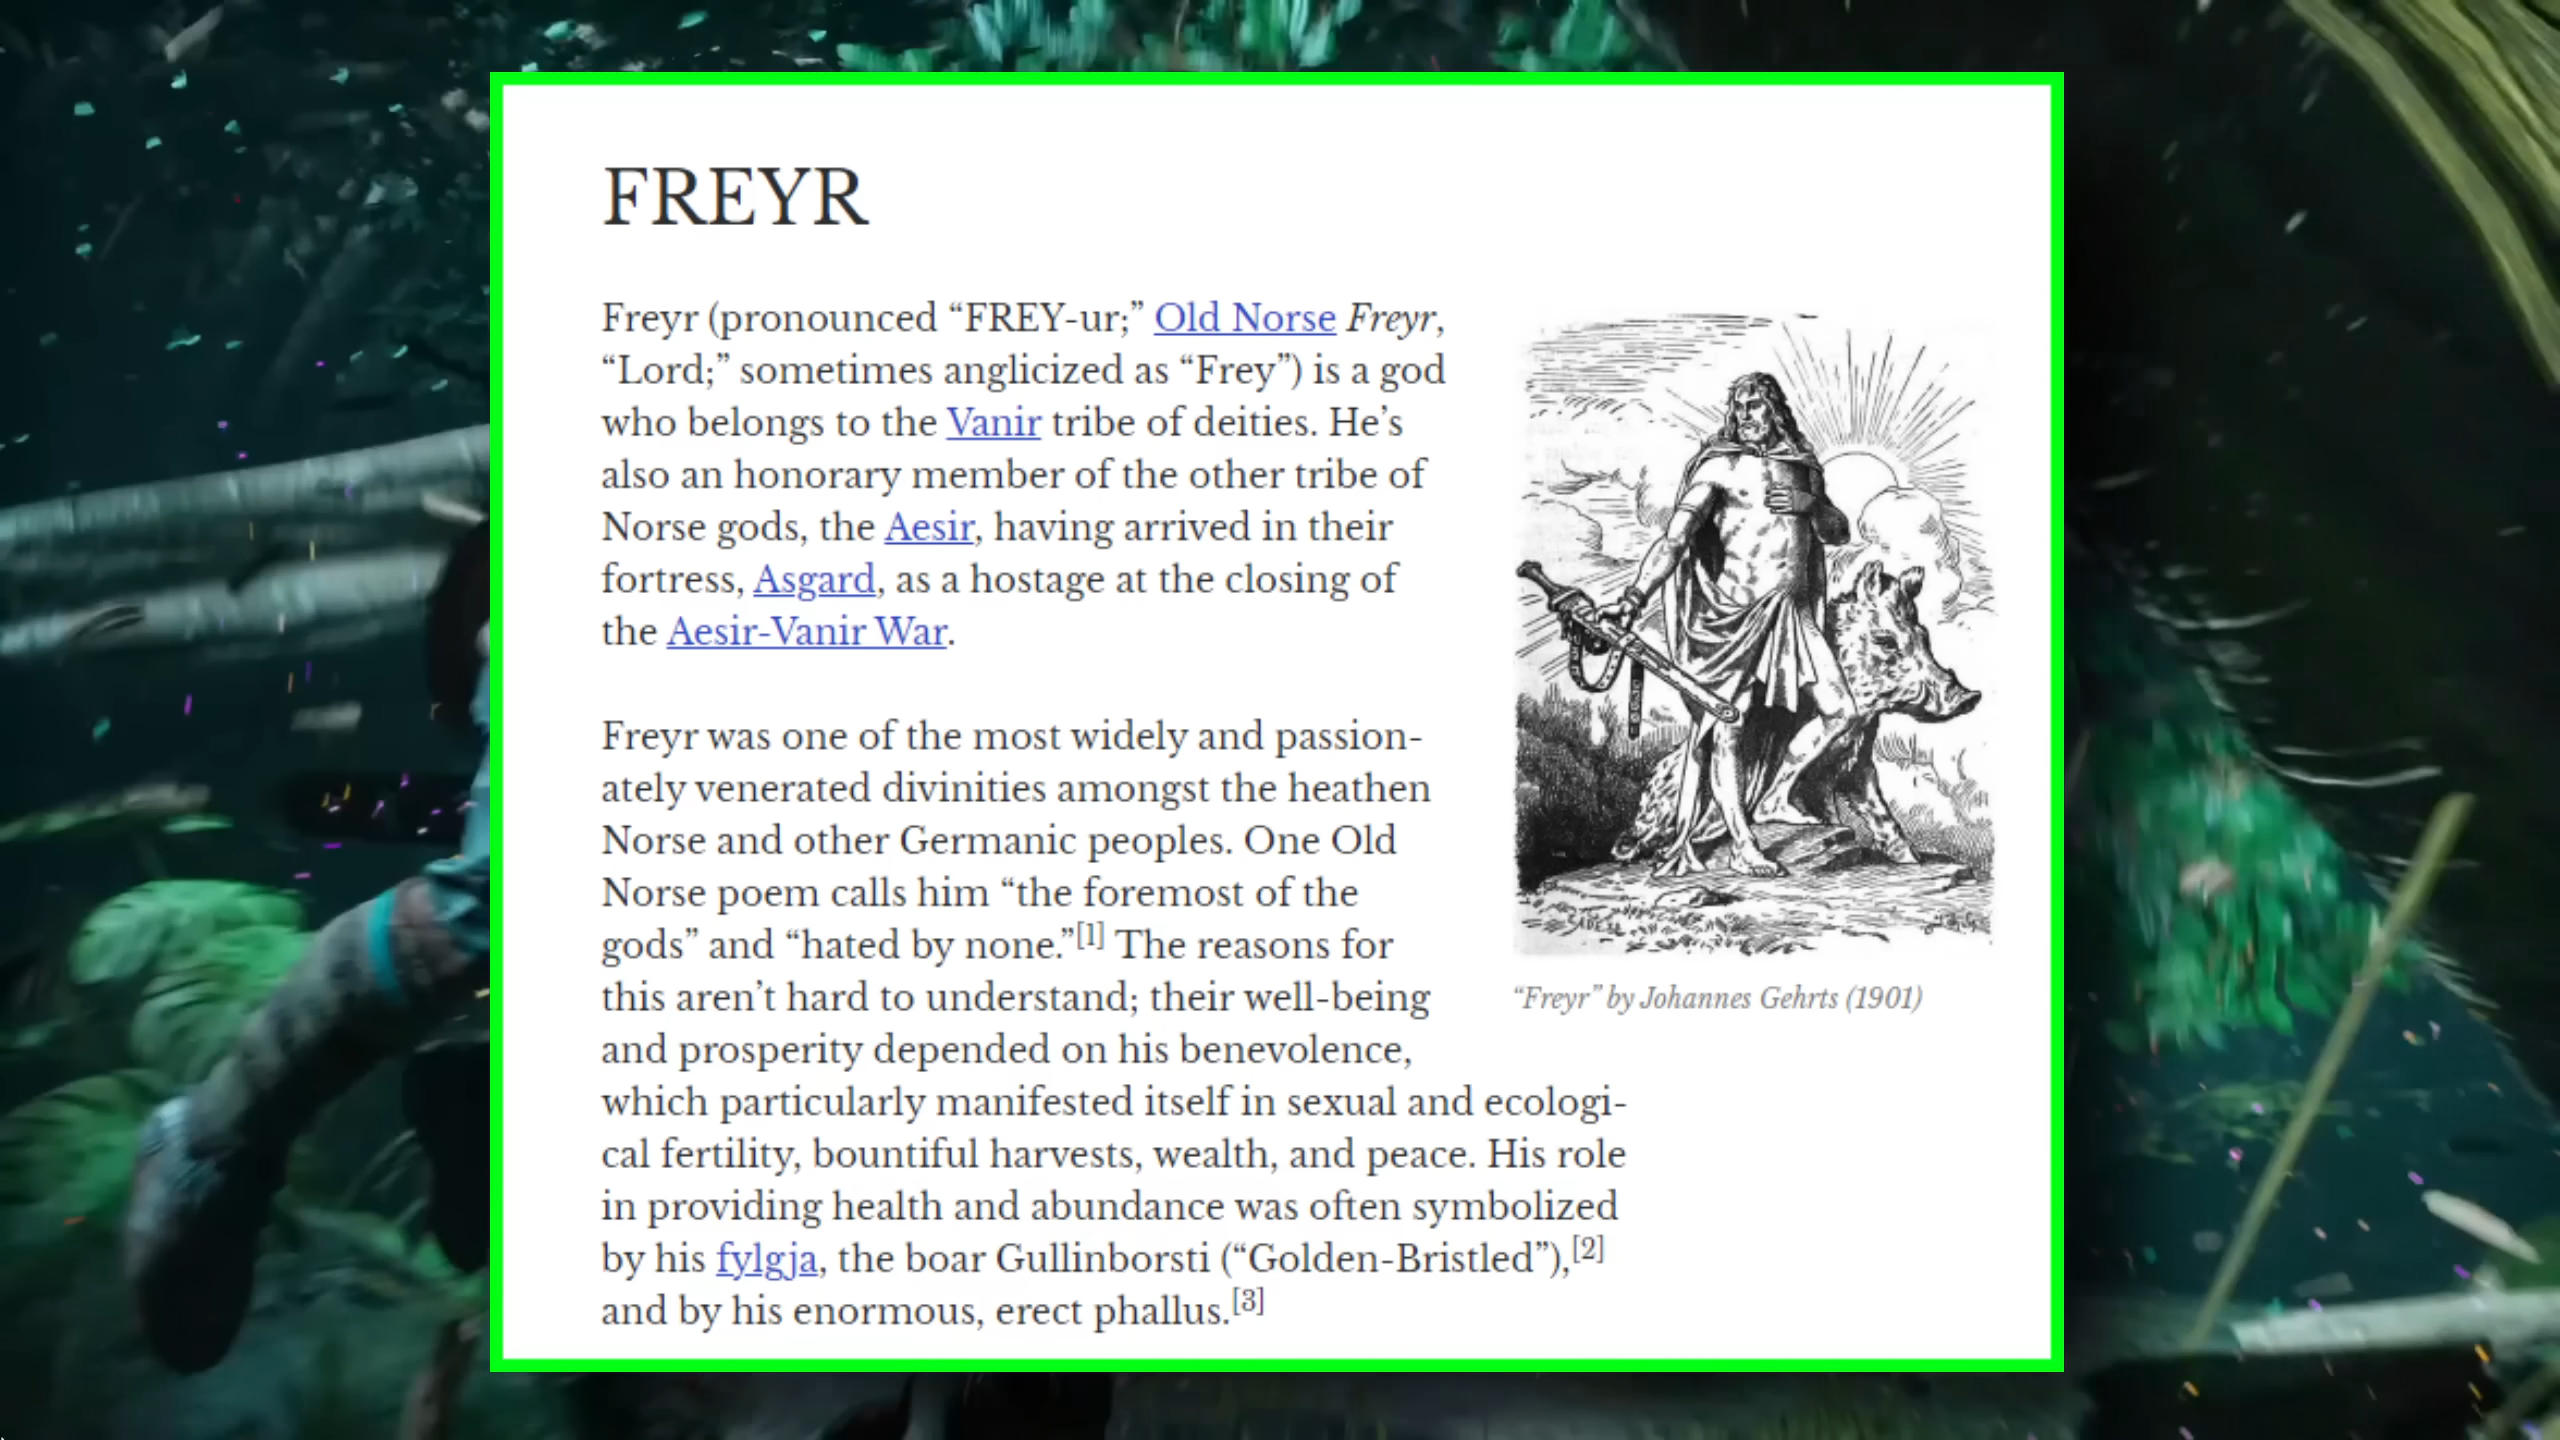 FREYR
Freyr (pronounced “FREY-ur;” Old Norse Freyr,
“Lord;” sometimes anglicized as “Frey”) is a god
who belongs to the Vanir tribe of deities. He’s
also an honorary member of the other tribe of
Norse gods, the Aesir, having arrived in their
fortress, Asgard, as a hostage at the closing of
the Aesir-Vanir War.
Freyr was one of the most widely and passion-
ately venerated divinities amongst the heathen
Norse and other Germanic peoples. One Old
Norse poem calls him “the foremost of the
gods” and “hated by none.”[1] The reasons for
this aren’t hard to understand; their well-being
and prosperity depended on his benevolence,
which particularly manifested itself in sexual and ecologi-
cal fertility, bountiful harvests, wealth, and peace. His role
in providing health and abundance was often symbolized
by his fylgja, the boar Gullinborsti (“Golden-Bristled”),[2]
and by his enormous, erect phallus.[3]
“Freyr” by Johannes Gehrts (1901)